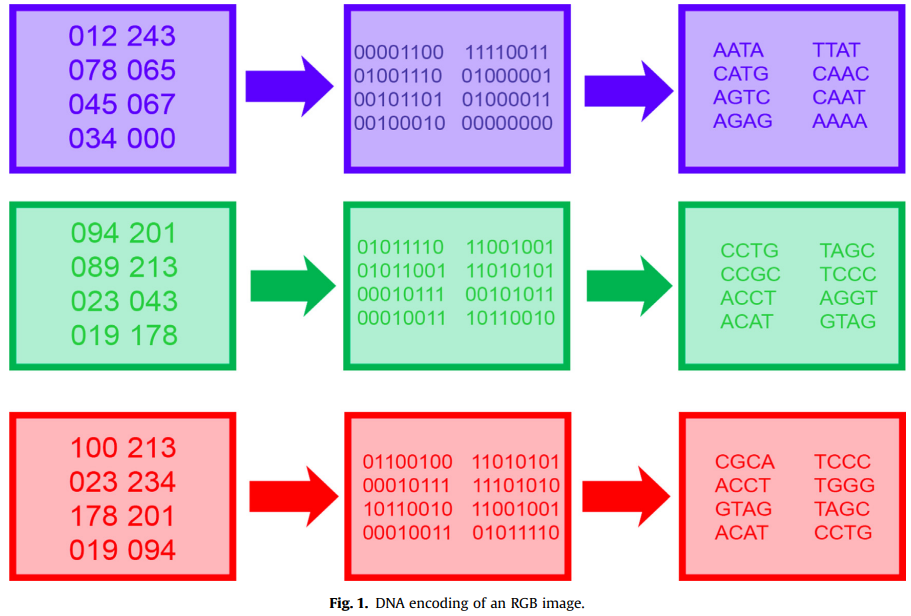 012 243
078 065
045 067
034 000
00001100 11110011
01001110 01000001
00101101 01000011
00100010 00000000
AATA TTAT
CATG CAAC
AGTC CAAT
AGAG AAAA
094 201
089 213
023 043
019 178
01011110 11001001
01011001 11010101
00010111 00101011
00010011 10110010
CCTG TAGC
CCGC TCCC
ACCT AGGT
ACAT GTAG
100 213
023 234
178 201
019 094
01100100 11010101
00010111 11101010
10110010 11001001
00010011 01011110
CGCA TCCC
ACCT TGGG
GTAG TAGC
ACAT CCTG
Fig. 1. DNA encoding of an RGB image.